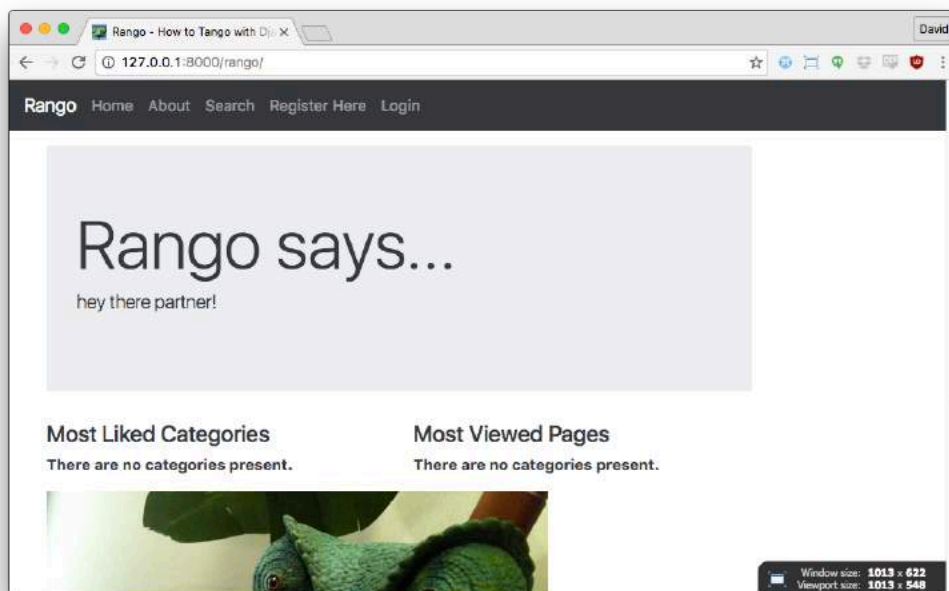 Rango - How to Tango with Dj
David
127.0.0.1:8000/rango/
Rango Home About Search Register Here Login
Rango says...
hey there partner!
Most Liked Categories
There are no categories present.
Most Viewed Pages
There are no categories present.
Window size: 1013 x 622
Viewport size: 1013 x 548